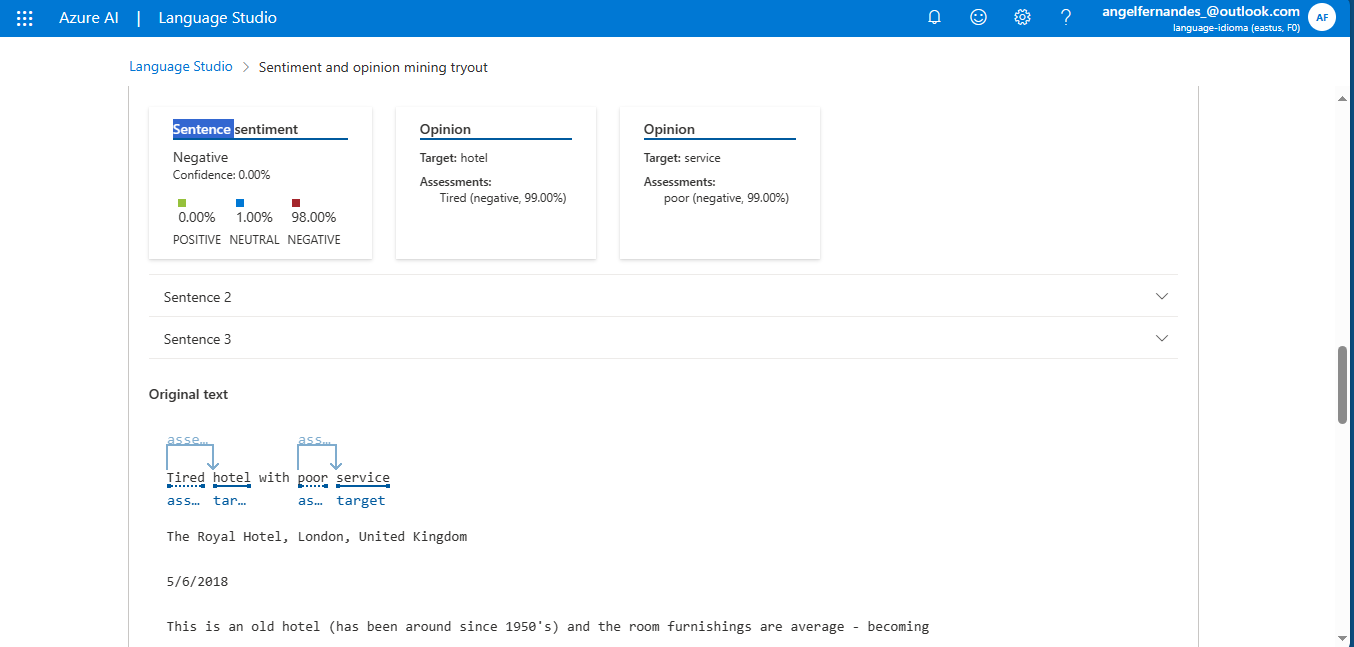 Azure AI | Language Studio
angelfernandes_@outlook.com
language-idioma (eastus, F0)
AF
Language Studio > Sentiment and opinion mining tryout
Sentence sentiment
Negative
Confidence: 0.00%
0.00% 1.00% 98.00%
POSITIVE NEUTRAL NEGATIVE
Opinion
Target: hotel
Assessments:
Tired (negative, 99.00%)
Opinion
Target: service
Assessments:
poor (negative, 99.00%)
Sentence 2
Sentence 3
Original text
asse… ass…
Tired hotel with poor service
ass… tar… as… target
The Royal Hotel, London, United Kingdom
5/6/2018
This is an old hotel (has been around since 1950's) and the room furnishings are average - becoming